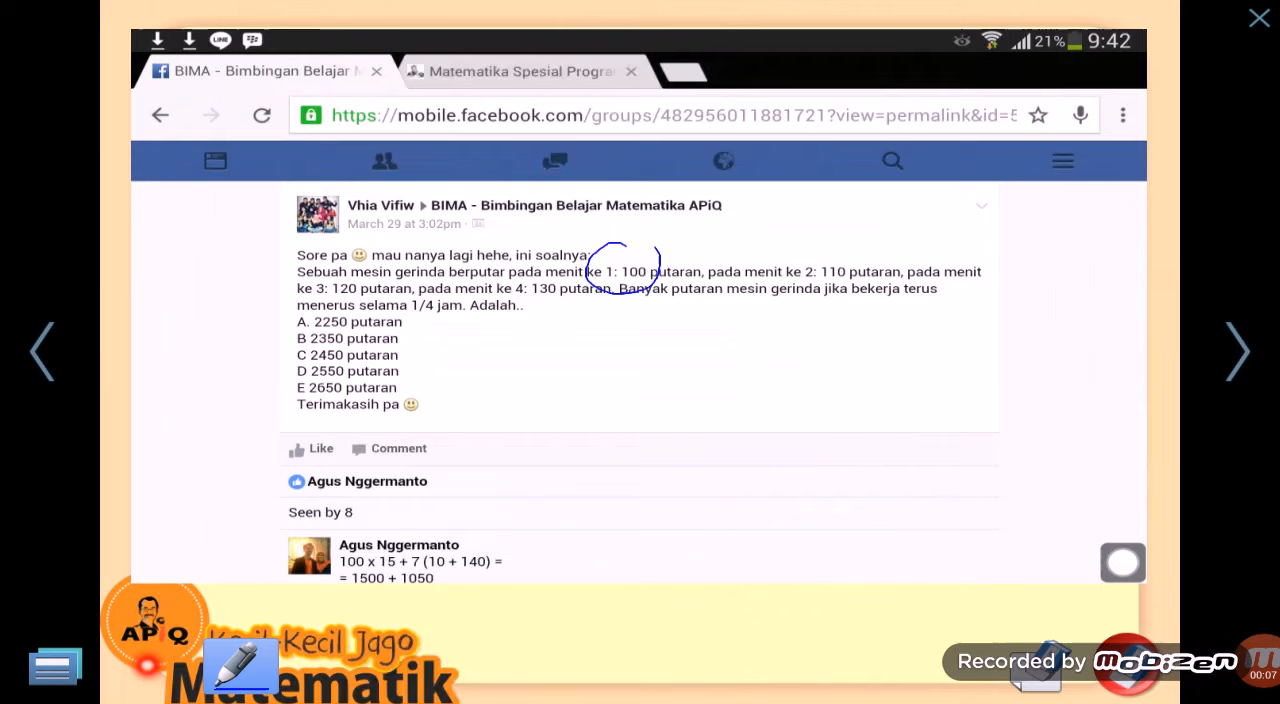 21% 9:42
BIMA - Bimbingan Belajar M
Matematika Spesial Progra
https://mobile.facebook.com/groups/482956011881721?view=permalink&id=5
Vhia Vifiw ▸ BIMA - Bimbingan Belajar Matematika APiQ
March 29 at 3:02pm ·
Sore pa 😃 mau nanya lagi hehe, ini soalnya:
Sebuah mesin gerinda berputar pada menit ke 1: 100 putaran, pada menit ke 2: 110 putaran, pada menit
ke 3: 120 putaran, pada menit ke 4: 130 putaran. Banyak putaran mesin gerinda jika bekerja terus
menerus selama 1/4 jam. Adalah..
A. 2250 putaran
B 2350 putaran
C 2450 putaran
D 2550 putaran
E 2650 putaran
Terimakasih pa 😃
Like Comment
Agus Nggermanto
Seen by 8
Agus Nggermanto
100 x 15 + 7 (10 + 140) =
= 1500 + 1050
APiQ
Kecil-Kecil Jago
Matematik
Recorded by Mobizen
00:07